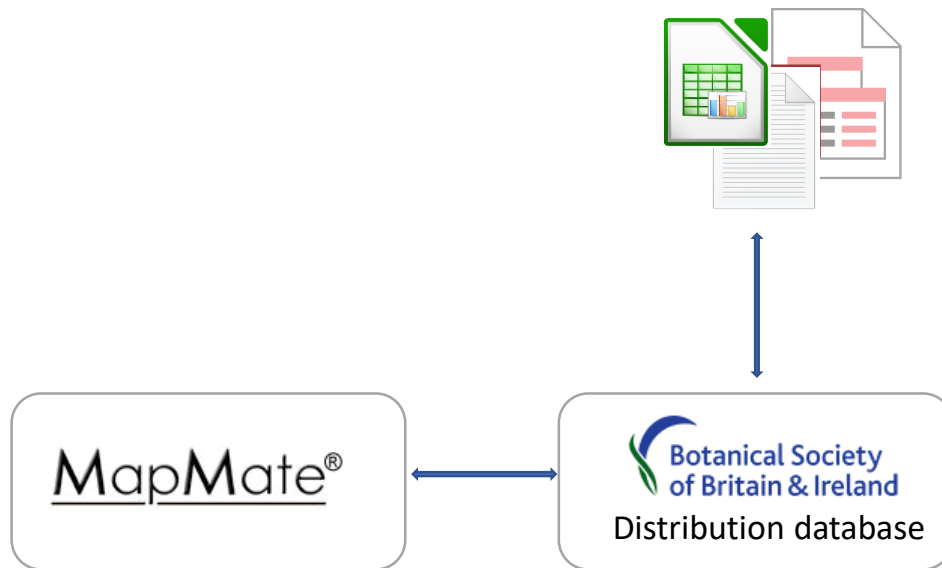 MapMate®
Botanical Society
of Britain & Ireland
Distribution database